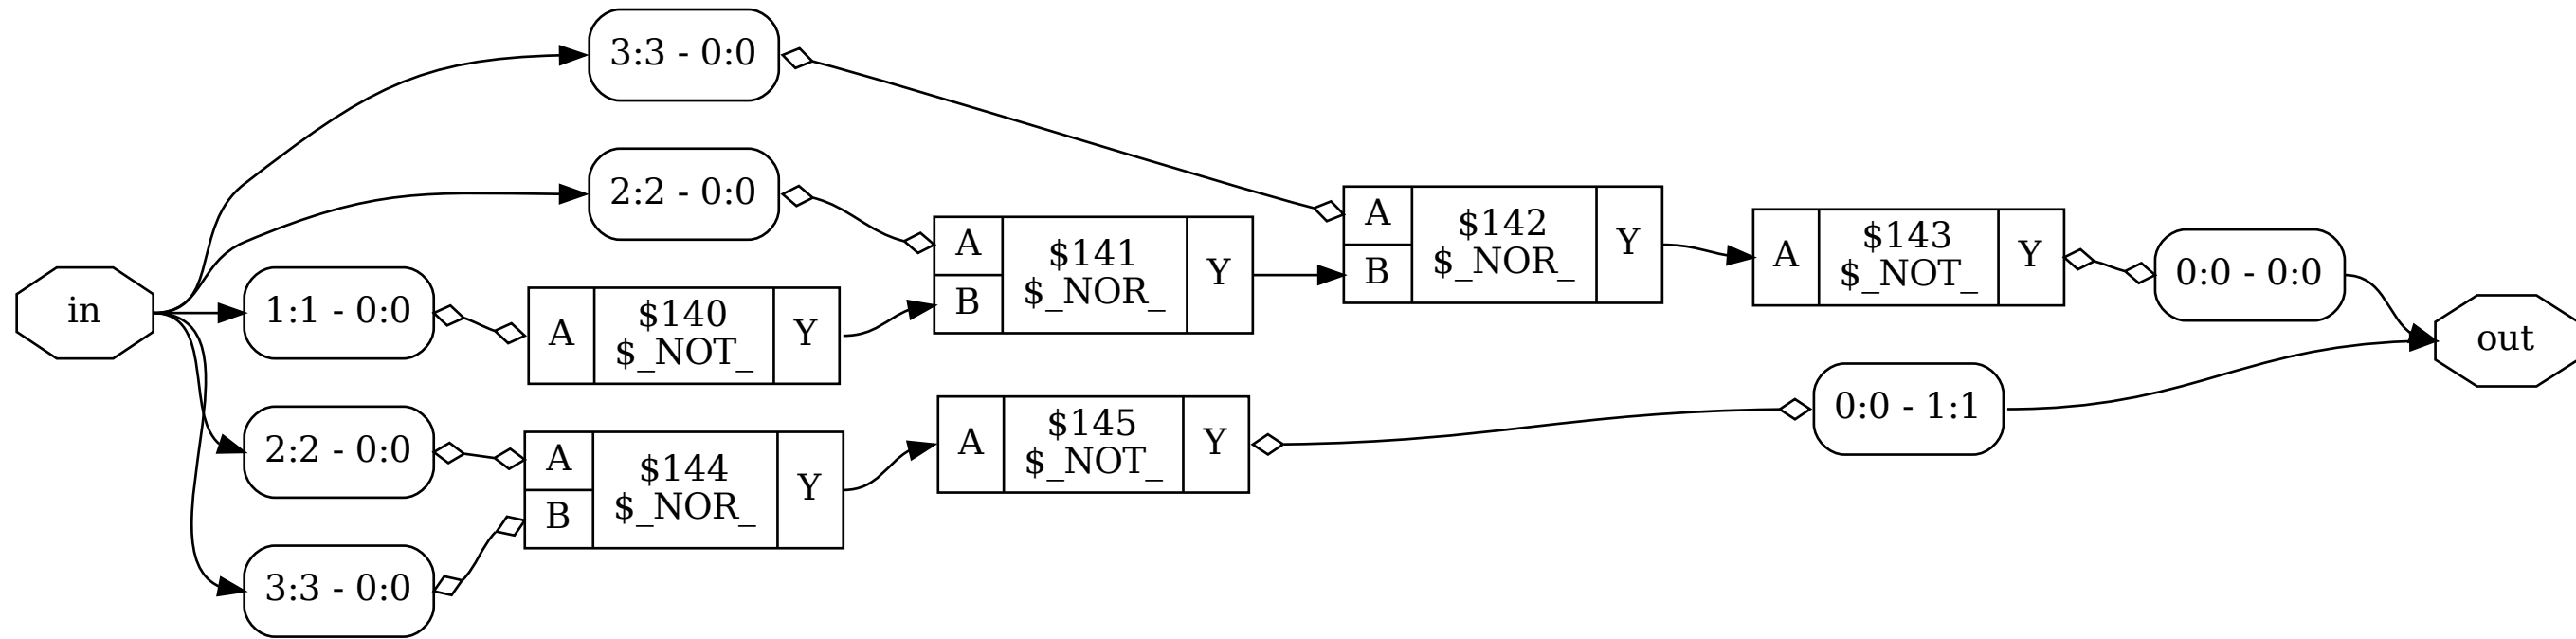 3:3 - 0:0
2:2 - 0:0
in
1:1 - 0:0
2:2 - 0:0
3:3 - 0:0
A
$140
$_NOT_
Y
A
B
$144
$_NOR_
Y
A
B
$141
$_NOR_
Y
A
$145
$_NOT_
Y
A
B
$142
$_NOR_
Y
A
$143
$_NOT_
Y
0:0 - 0:0
0:0 - 1:1
out